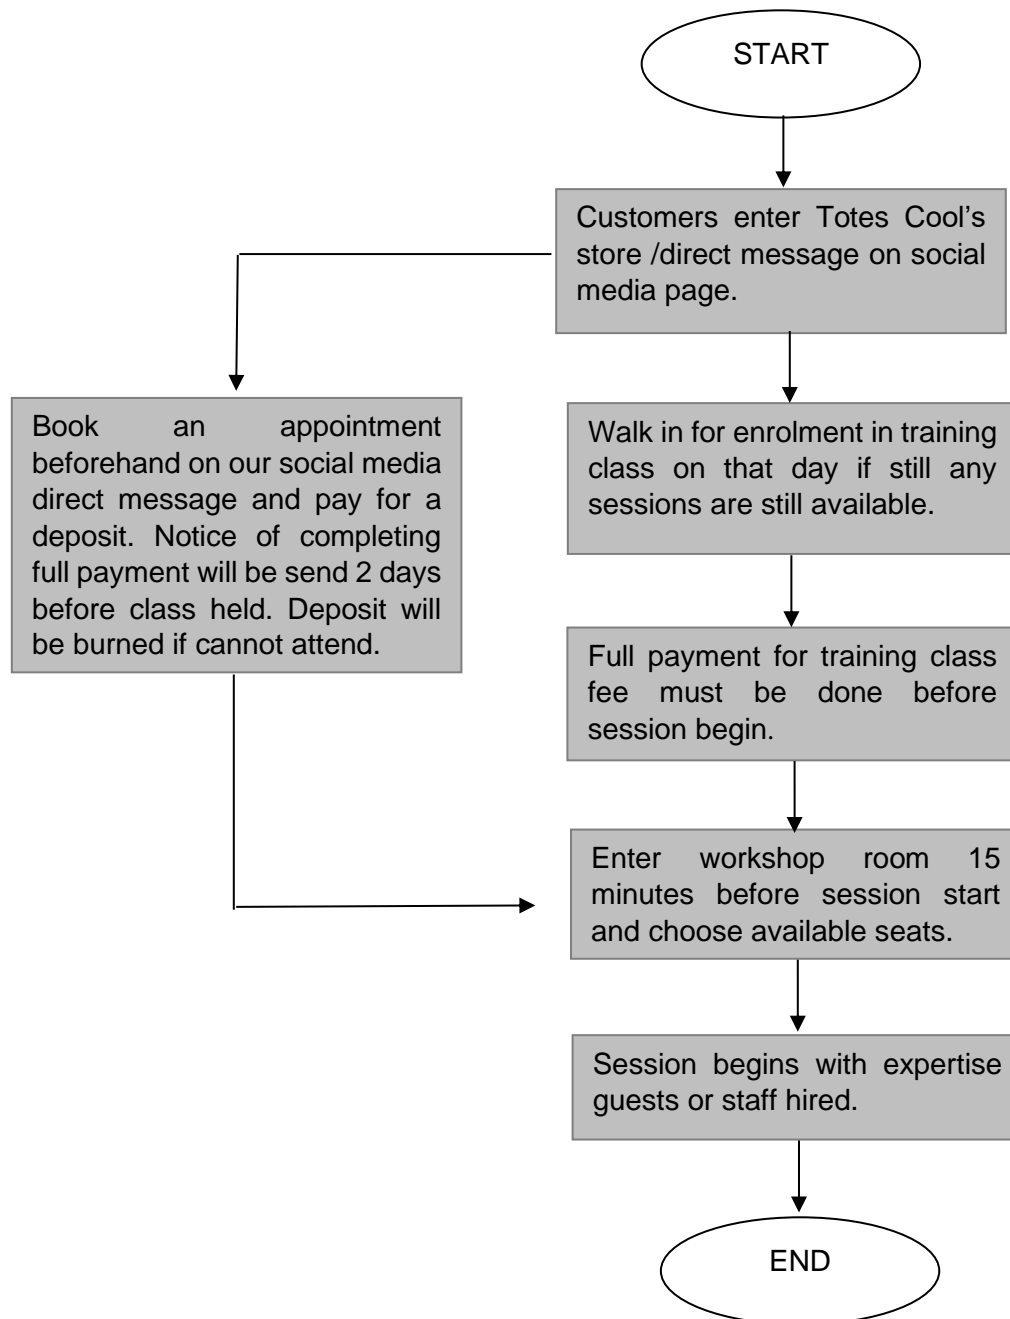 START
Customers enter Totes Cool's
store /direct message on social
media page.
Book an appointment
beforehand on our social media
direct message and pay for a
deposit. Notice of completing
full payment will be send 2 days
before class held. Deposit will
be burned if cannot attend.
Walk in for enrolment in training
class on that day if still any
sessions are still available.
Full payment for training class
fee must be done before
session begin.
Enter workshop room 15
minutes before session start
and choose available seats.
Session begins with expertise
guests or staff hired.
END